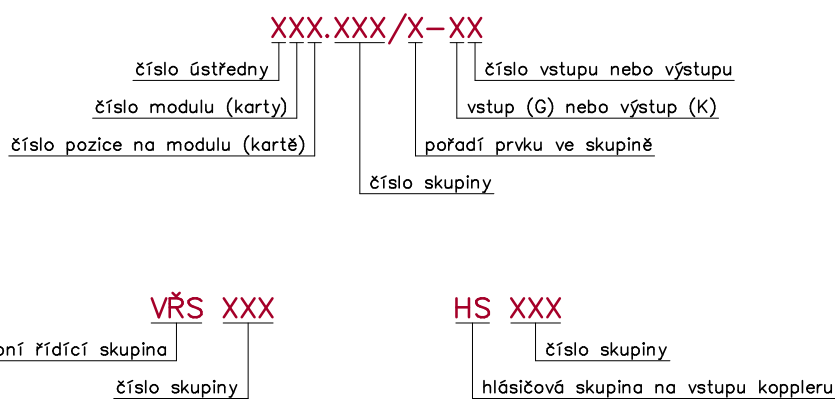 XXX.XXX/X-XX
číslo ústředny
číslo vstupu nebo výstupu
číslo modulu (karty)
vstup (G) nebo výstup (K)
číslo pozice na modulu (kartě)
pořadí prvku ve skupině
číslo skupiny
VŘS XXX
HS XXX
řídící skupina
číslo skupiny
číslo skupiny
hlásičová skupina na vstupu koppleru